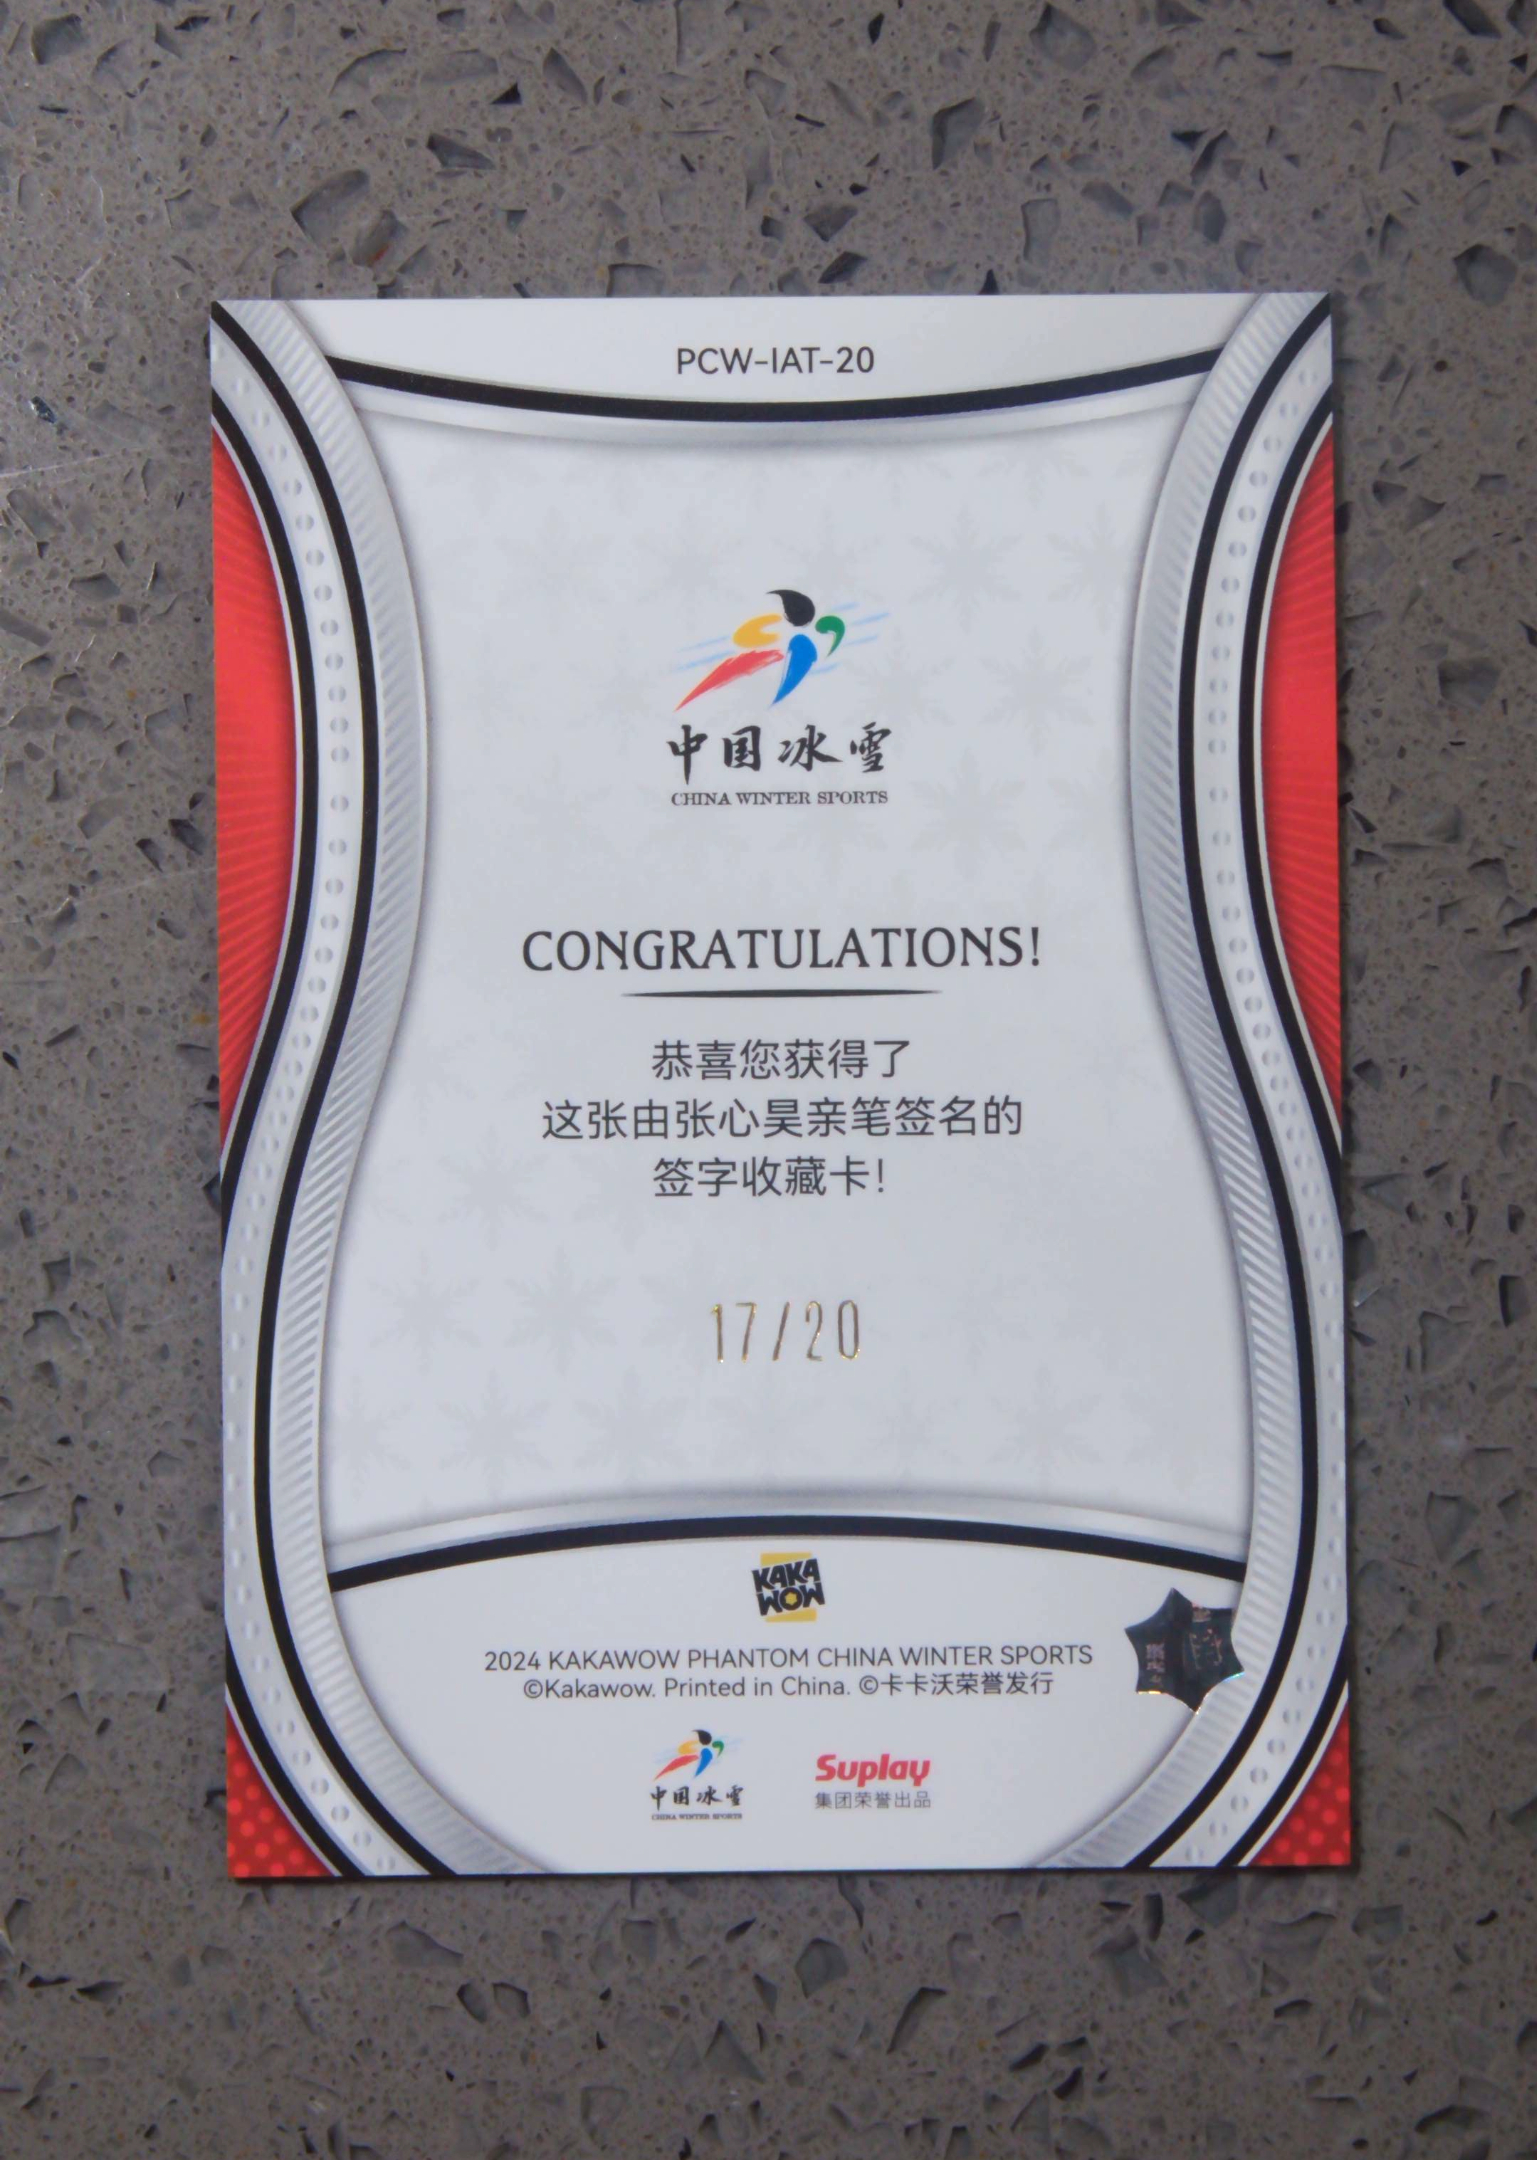 PCW-IAT-20
中国冰雪
CHINA WINTER SPORTS
CONGRATULATIONS!
恭喜您获得了
这张由张心昊亲笔签名的
签字收藏卡！
17/20
KAKA
WOW
2024 KAKAWOW PHANTOM CHINA WINTER SPORTS
©Kakawow. Printed in China. ©卡卡沃荣誉发行
中国冰雪
CHINA WINTER SPORTS
Suplay
集团荣誉出品